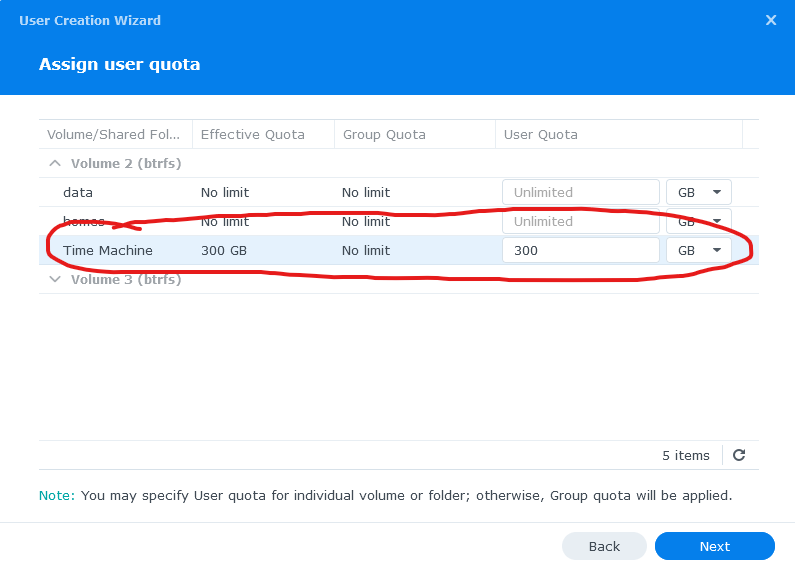 User Creation Wizard
Assign user quota
Volume/Shared Fol... Effective Quota Group Quota User Quota
Volume 2 (btrfs)
data No limit No limit Unlimited GB
homes No limit No limit Unlimited GB
Time Machine 300 GB No limit 300 GB
Volume 3 (btrfs)
5 items
Note: You may specify User quota for individual volume or folder; otherwise, Group quota will be applied.
Back Next